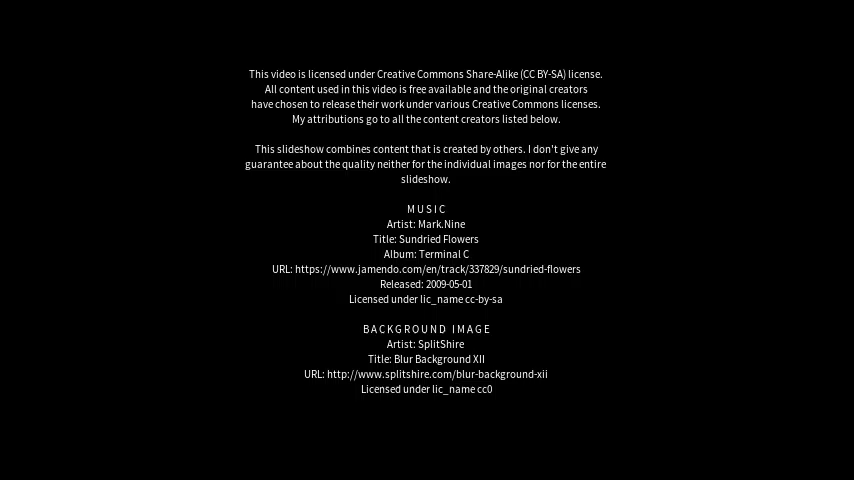 This video is licensed under Creative Commons Share-Alike (CC BY-SA) license.
All content used in this video is free available and the original creators
have chosen to release their work under various Creative Commons licenses.
My attributions go to all the content creators listed below.
This slideshow combines content that is created by others. I don't give any
guarantee about the quality neither for the individual images nor for the entire
slideshow.
MUSIC
Artist: Mark.Nine
Title: Sundried Flowers
Album: Terminal C
URL: https://www.jamendo.com/en/track/337829/sundried-flowers
Released: 2009-05-01
Licensed under lic_name cc-by-sa
BACKGROUND IMAGE
Artist: SplitShire
Title: Blur Background XII
URL: http://www.splitshire.com/blur-background-xii
Licensed under lic_name cc0